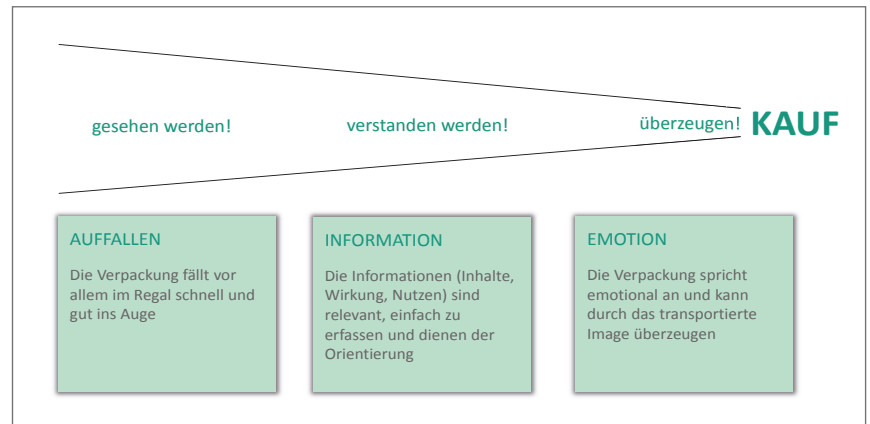 gesehen werden!
verstanden werden!
überzeugen!
KAUF
AUFFALLEN
Die Verpackung fällt vor
allem im Regal schnell und
gut ins Auge
INFORMATION
Die Informationen (Inhalte,
Wirkung, Nutzen) sind
relevant, einfach zu
erfassen und dienen der
Orientierung
EMOTION
Die Verpackung spricht
emotional an und kann
durch das transportierte
Image überzeugen